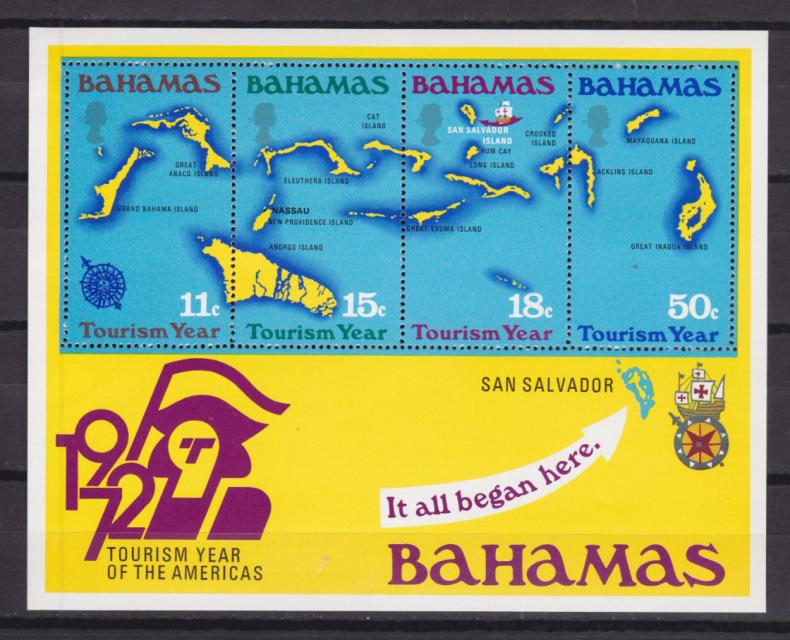 BAHAMAS
GREAT
ABACO ISLAND
GRAND BAHAMA ISLAND
11c
Tourism Year
BAHAMAS
CAT
ISLAND
ELEUTHERA ISLAND
NASSAU
NEW PROVIDENCE ISLAND
ANDROS ISLAND
15c
Tourism Year
BAHAMAS
SAN SALVADOR
ISLAND
RUM CAY
LONG ISLAND
CROOKED
ISLAND
GREAT EXUMA ISLAND
18c
Tourism Year
BAHAMAS
MAYAGUANA ISLAND
ACKLINS ISLAND
GREAT INAGUA ISLAND
50c
Tourism Year
SAN SALVADOR
It all began here.
1972
TOURISM YEAR
OF THE AMERICAS
BAHAMAS